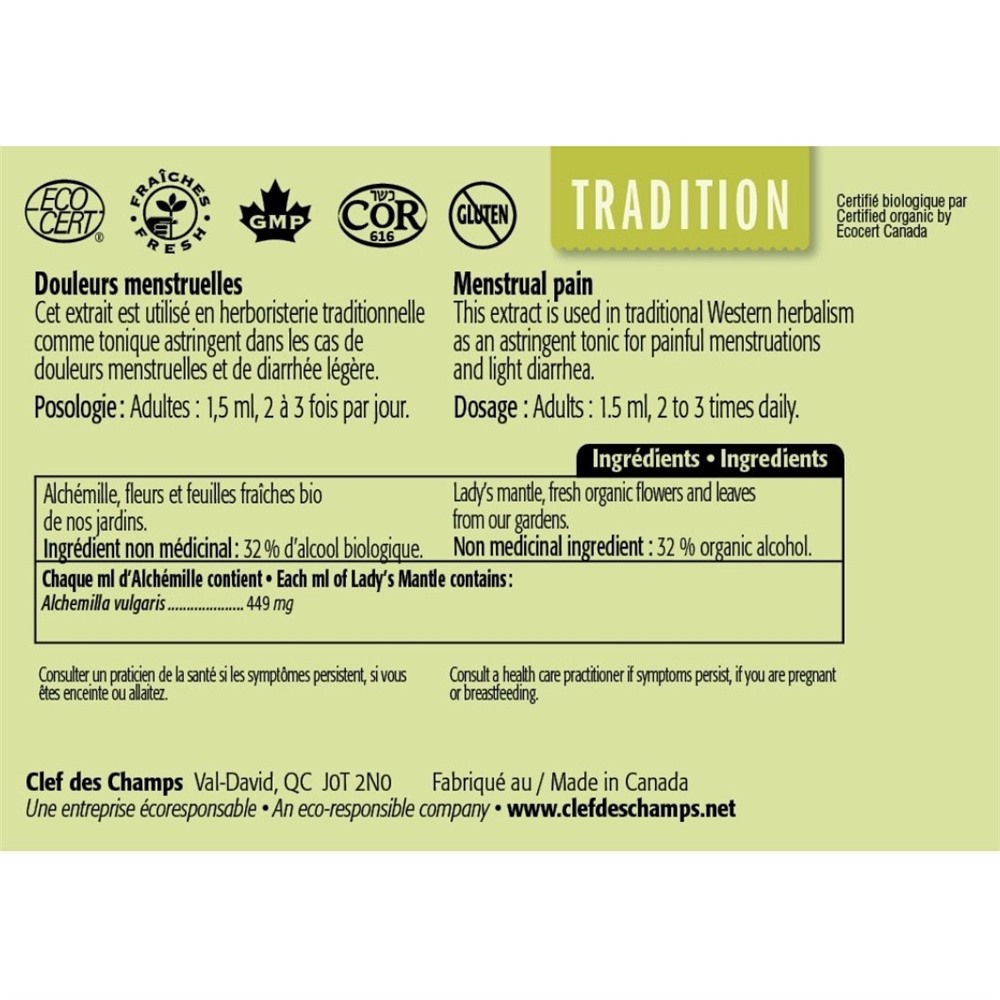 ECO
CERT
®
FRAÎCHES
FRESH
GMP
כשר
COR
616
GLUTEN
TRADITION
Certifié biologique par
Certified organic by
Ecocert Canada
Douleurs menstruelles
Cet extrait est utilisé en herboristerie traditionnelle
comme tonique astringent dans les cas de
douleurs menstruelles et de diarrhée légère.
Posologie : Adultes : 1,5 ml, 2 à 3 fois par jour.
Menstrual pain
This extract is used in traditional Western herbalism
as an astringent tonic for painful menstruations
and light diarrhea.
Dosage : Adults : 1.5 ml, 2 to 3 times daily.
Ingrédients • Ingredients
Alchémille, fleurs et feuilles fraîches bio
de nos jardins.
Ingrédient non médicinal : 32 % d'alcool biologique.
Lady's mantle, fresh organic flowers and leaves
from our gardens.
Non medicinal ingredient : 32 % organic alcohol.
Chaque ml d'Alchémille contient • Each ml of Lady's Mantle contains :
Alchemilla vulgaris.................... 449 mg
Consulter un praticien de la santé si les symptômes persistent, si vous
êtes enceinte ou allaitez.
Consult a health care practitioner if symptoms persist, if you are pregnant
or breastfeeding.
Clef des Champs Val-David, QC J0T 2N0 Fabriqué au / Made in Canada
Une entreprise écoresponsable • An eco-responsible company • www.clefdeschamps.net